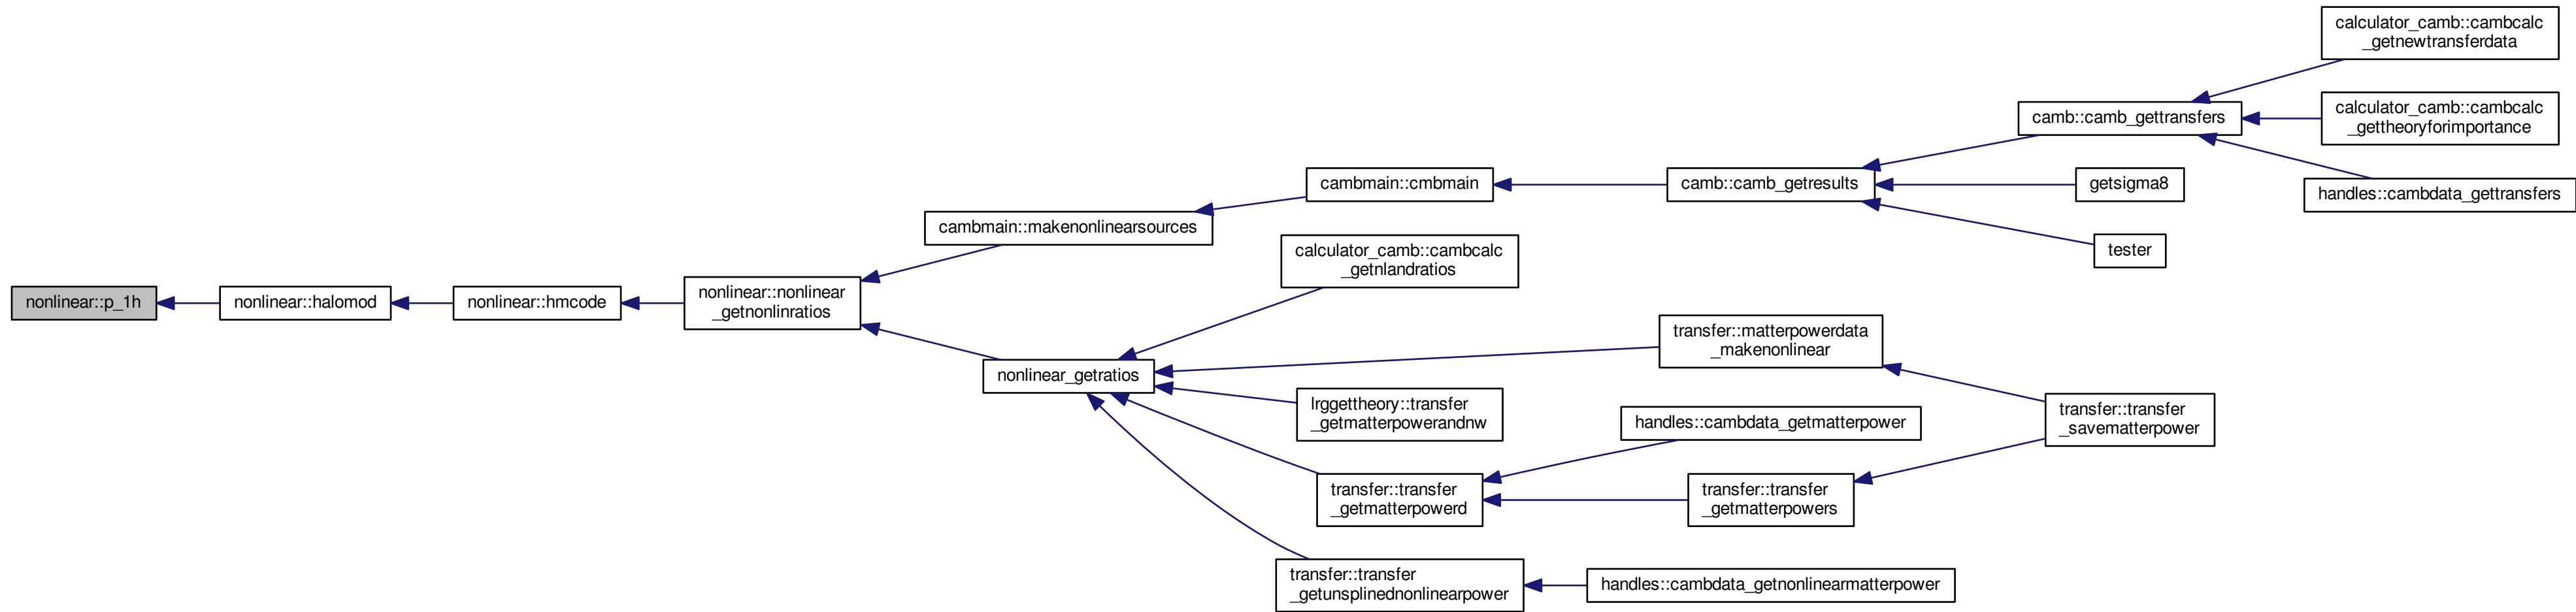 calculator_camb::cambcalc
_getnewtransferdata
camb::camb_gettransfers
calculator_camb::cambcalc
_gettheoryforimportance
cambmain::cmbmain
camb::camb_getresults
getsigma8
handles::cambdata_gettransfers
cambmain::makenonlinearsources
tester
calculator_camb::cambcalc
_getnlandratios
nonlinear::p_1h
nonlinear::halomod
nonlinear::hmcode
nonlinear::nonlinear
_getnonlinratios
transfer::matterpowerdata
_makenonlinear
nonlinear_getratios
lrggettheory::transfer
_getmatterpowerandnw
handles::cambdata_getmatterpower
transfer::transfer
_savematterpower
transfer::transfer
_getmatterpowerd
transfer::transfer
_getmatterpowers
transfer::transfer
_getunsplinednonlinearpower
handles::cambdata_getnonlinearmatterpower